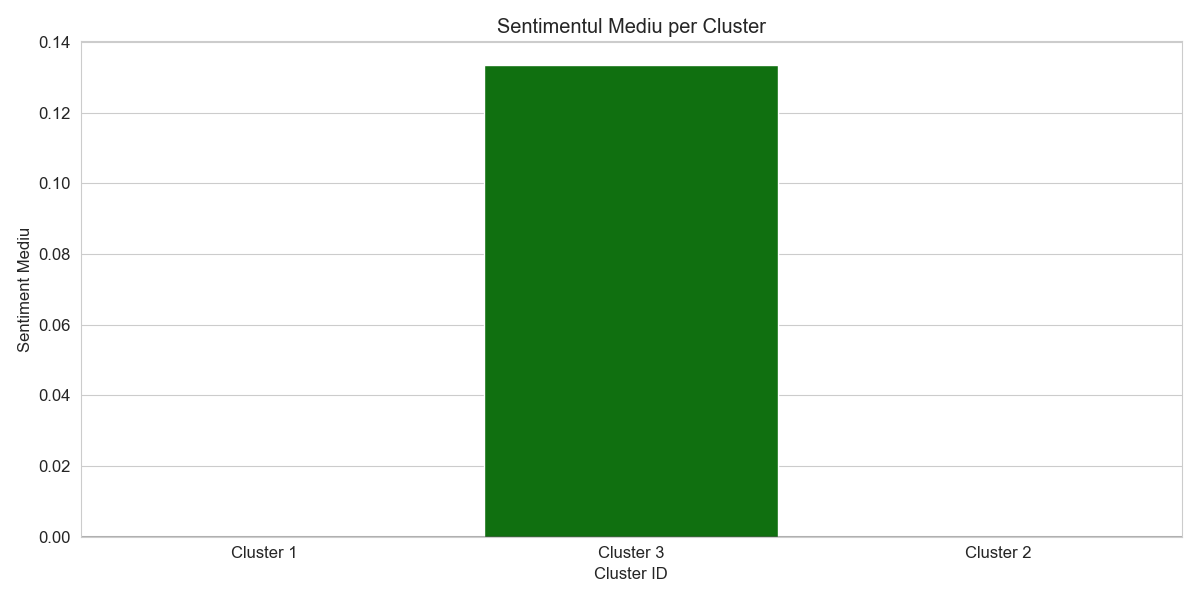 Sentimentul Mediu per Cluster
0.14
0.12
0.10
0.08
0.06
0.04
0.02
0.00
Sentiment Mediu
Cluster 1
Cluster 3
Cluster 2
Cluster ID